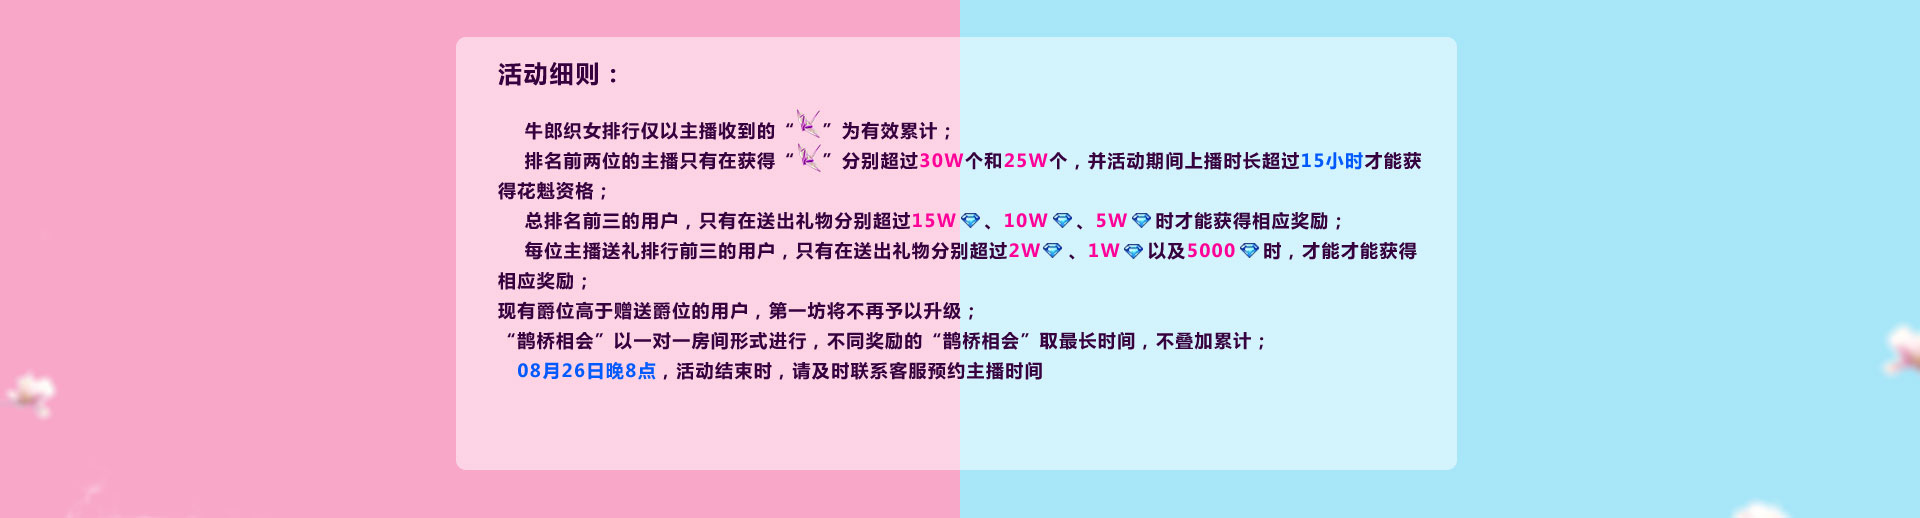 活动细则：
牛郎织女排行仅以主播收到的“ ”为有效累计；
排名前两位的主播只有在获得“ ”分别超过30W个和25W个，并活动期间上播时长超过15小时才能获
得花魁资格；
总排名前三的用户，只有在送出礼物分别超过15W 、10W 、5W 时才能获得相应奖励；
每位主播送礼排行前三的用户，只有在送出礼物分别超过2W 、1W 以及5000 时，才能才能获得
相应奖励；
现有爵位高于赠送爵位的用户，第一坊将不再予以升级；
“鹊桥相会”以一对一房间形式进行，不同奖励的“鹊桥相会”取最长时间，不叠加累计；
08月26日晚8点，活动结束时，请及时联系客服预约主播时间